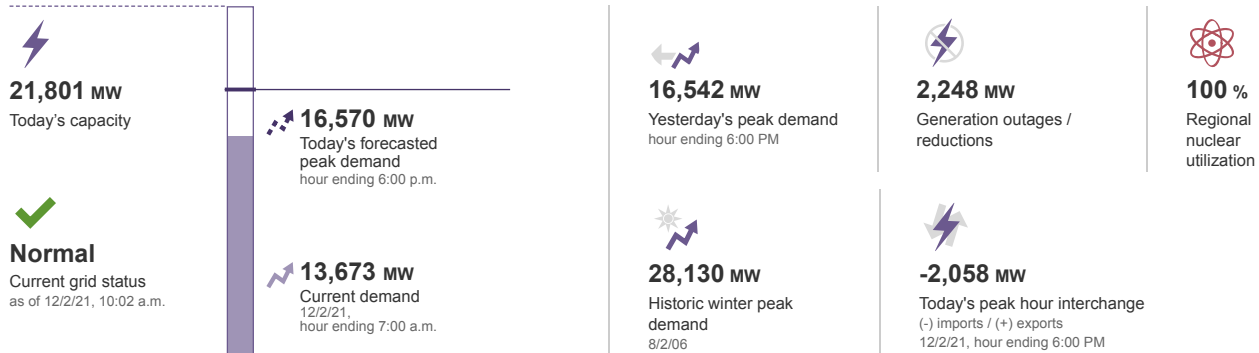 21,801 MW
Today's capacity
Normal
Current grid status
as of 12/2/21, 10:02 a.m.
16,570 MW
Today's forecasted
peak demand
hour ending 6:00 p.m.
13,673 MW
Current demand
12/2/21,
hour ending 7:00 a.m.
16,542 MW
Yesterday's peak demand
hour ending 6:00 PM
2,248 MW
Generation outages /
reductions
100 %
Regional
nuclear
utilization
28,130 MW
Historic winter peak
demand
8/2/06
-2,058 MW
Today's peak hour interchange
(-) imports / (+) exports
12/2/21, hour ending 6:00 PM